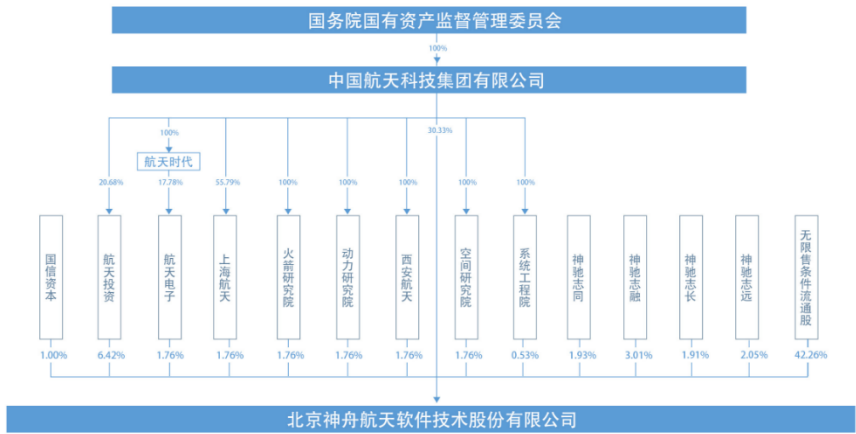 国务院国有资产监督管理委员会
100%
中国航天科技集团有限公司
30.33%
100%
航天时代
20.68%
17.78%
55.79%
100%
100%
100%
100%
100%
国信资本
航天投资
航天电子
上海航天
火箭研究院
动力研究院
西安航天
空间研究院
系统工程院
神驰志同
神驰志融
神驰志长
神驰志远
无限售条件流通股
1.00%
6.42%
1.76%
1.76%
1.76%
1.76%
1.76%
1.76%
0.53%
1.93%
3.01%
1.91%
2.05%
42.26%
北京神舟航天软件技术股份有限公司